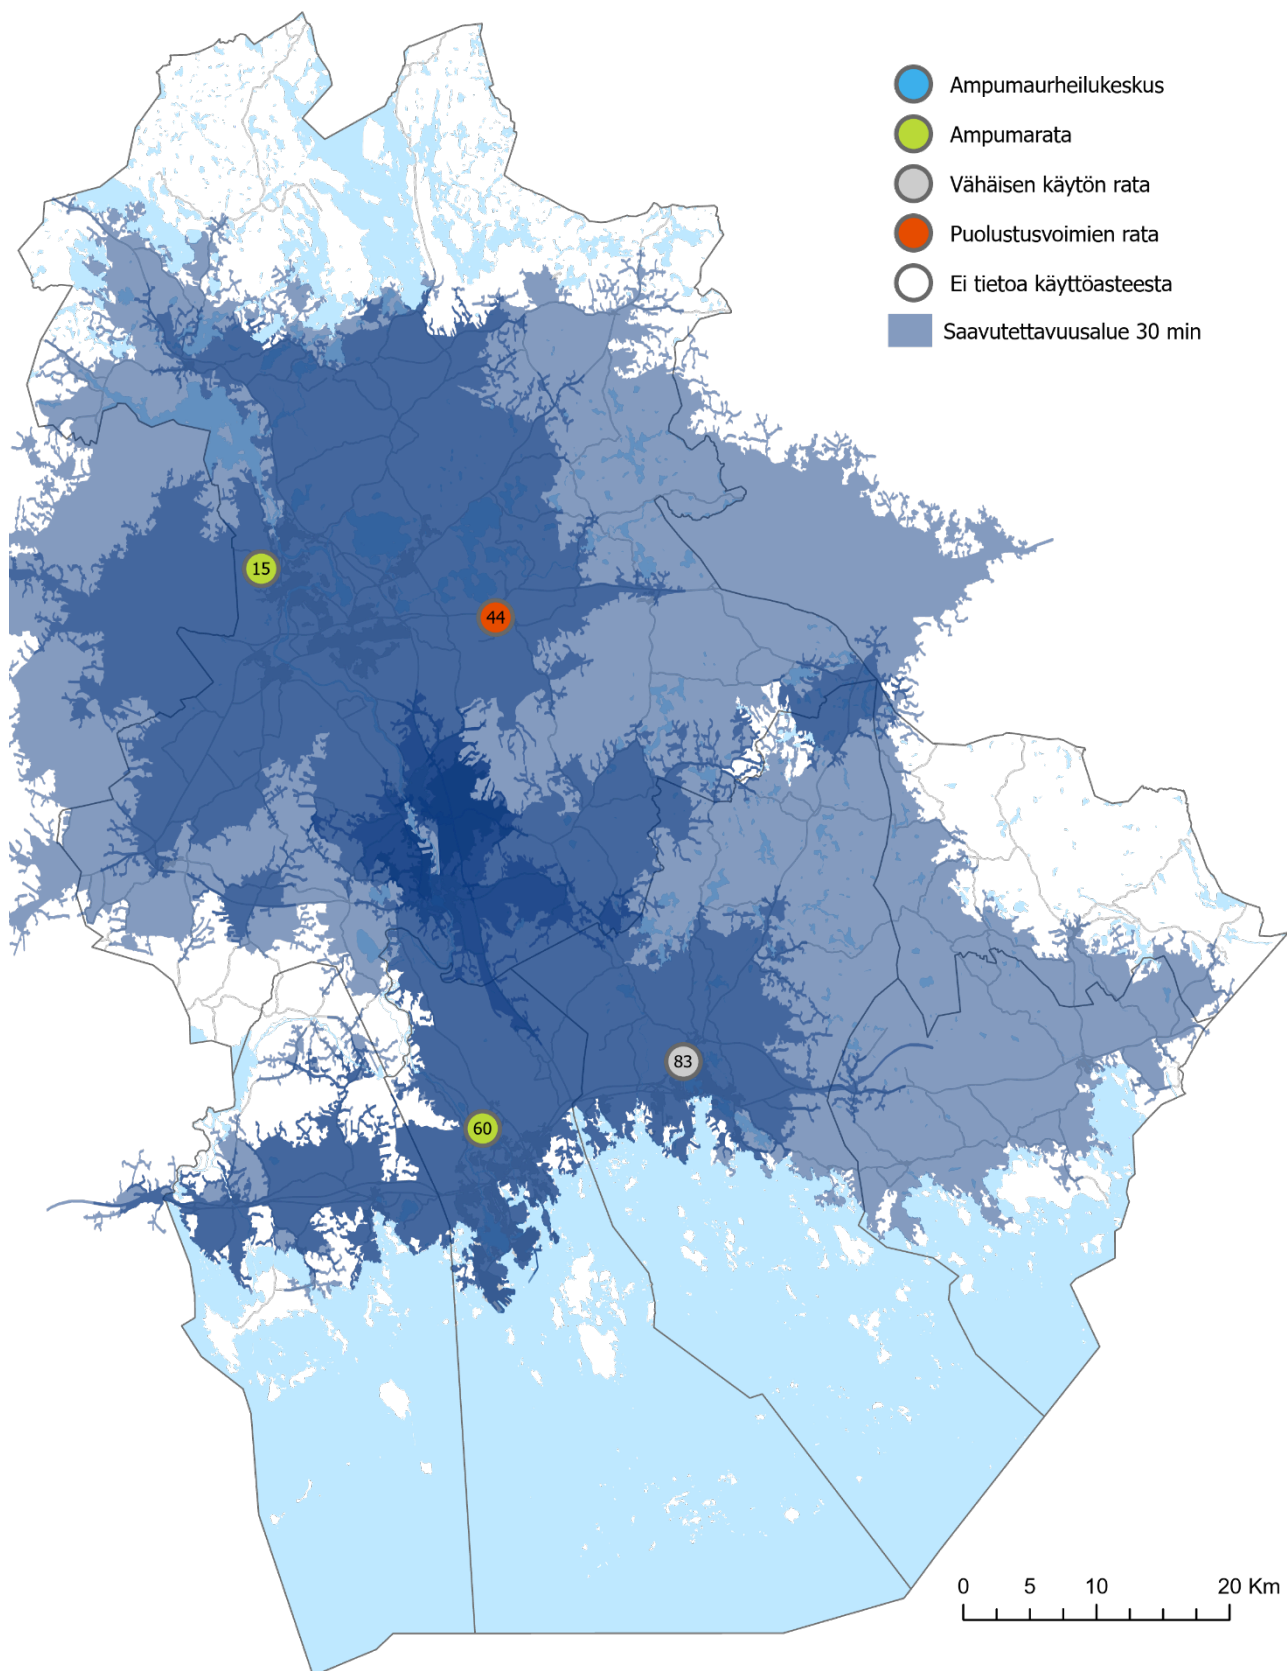 Ampumaurheilukeskus
Ampumarata
Vähäisen käytön rata
Puolustusvoimien rata
Ei tietoa käyttöasteesta
Saavutettavuusalue 30 min
15
44
83
60
0 5 10 20 Km